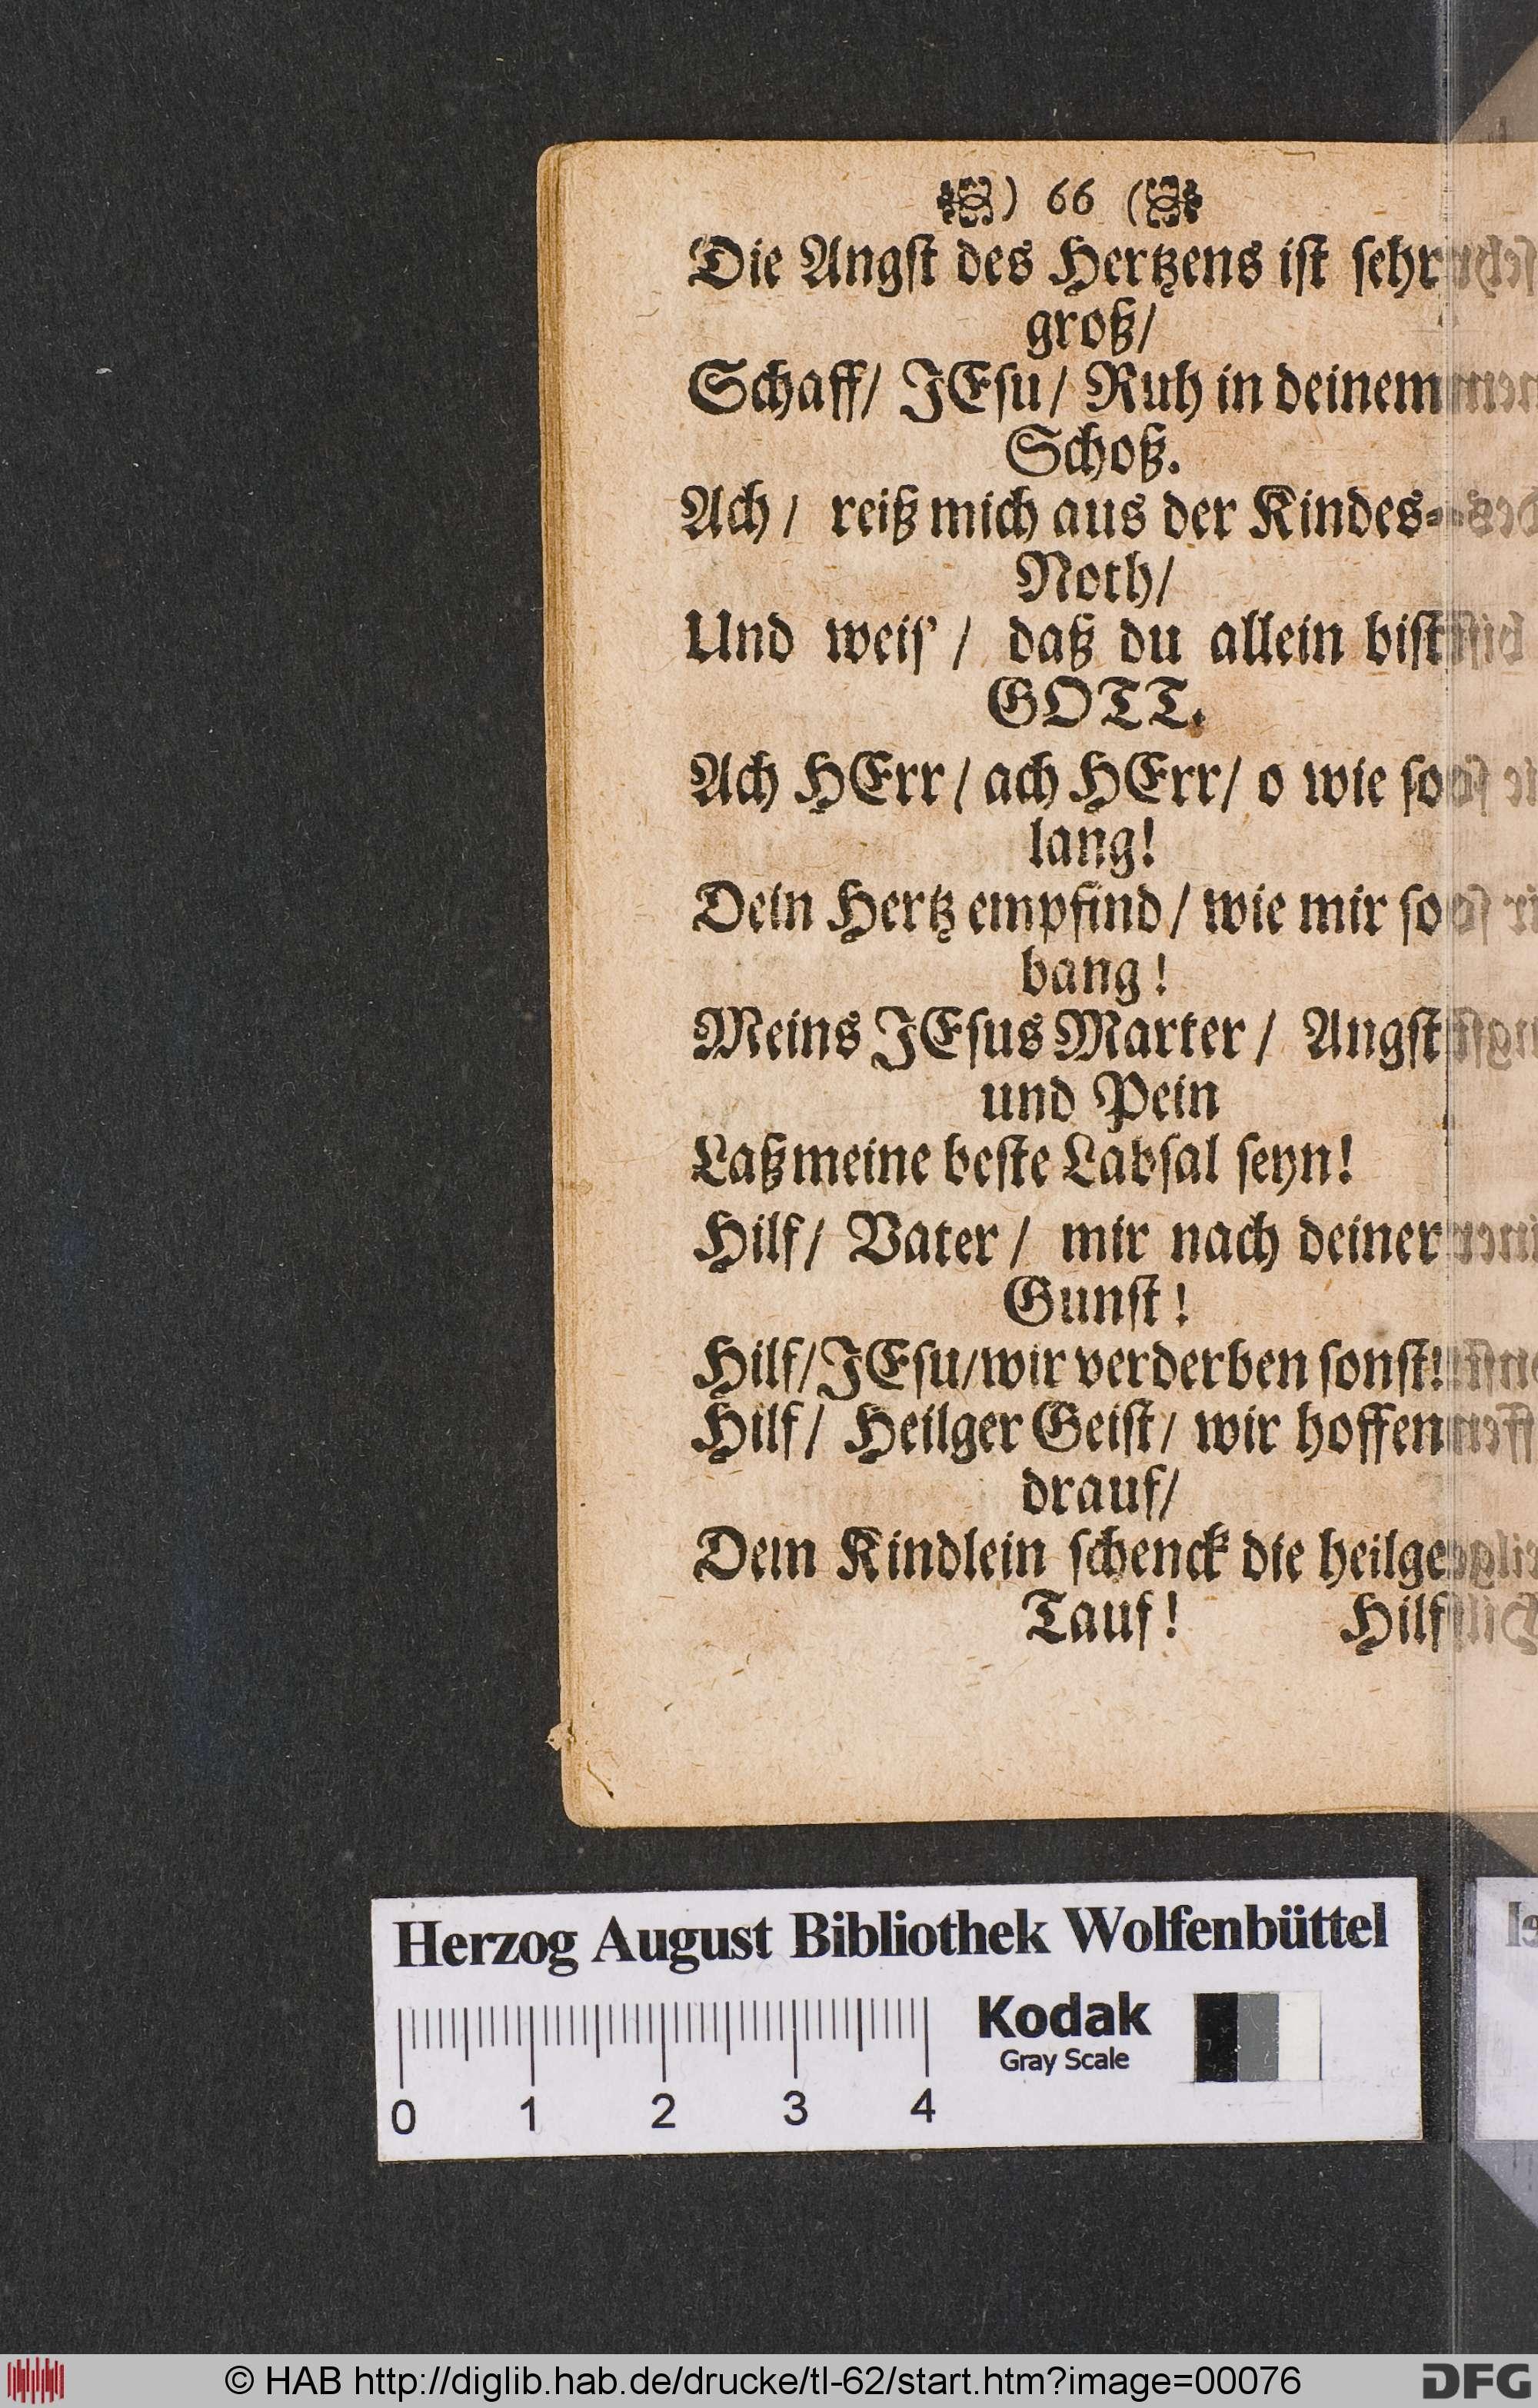 ) 66 (
Die Angſt des Hertzens iſt ſehr
groß/
Schaff/ JEſu/ Ruh in deinem
Schoß.
Ach/ reiß mich aus der Kindes-
Noth/
Und weiſ’/ daß du allein biſt
GOTT.
Ach HErr/ ach HErr/ o wie ſo
lang!
Dein Hertz empfind/ wie mir ſo
bang!
Meins JEſus Marter/ Angſt
und Pein
Laß meine beſte Labſal ſeyn!
Hilf/ Vater/ mir nach deiner
Gunſt!
Hilf/ JEſu/ wir verderben ſonſt!
Hilf/ Heilger Geiſt/ wir hoffen
drauf/
Dem Kindlein ſchenck die heilge
Tauf!
Hilf
Herzog August Bibliothek Wolfenbüttel
Kodak
Gray Scale
0 1 2 3 4
© HAB http://diglib.hab.de/drucke/tl-62/start.htm?image=00076
DFG